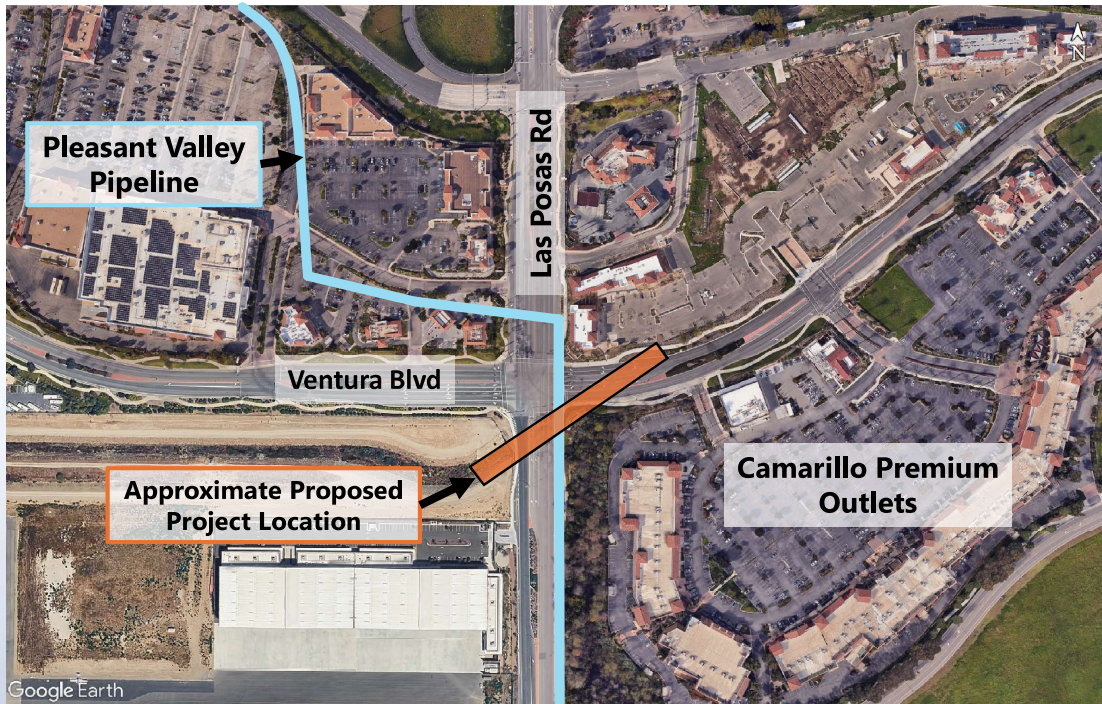 N
Las Posas Rd
Pleasant Valley
Pipeline
Ventura Blvd
Camarillo Premium
Outlets
Approximate Proposed
Project Location
Google Earth